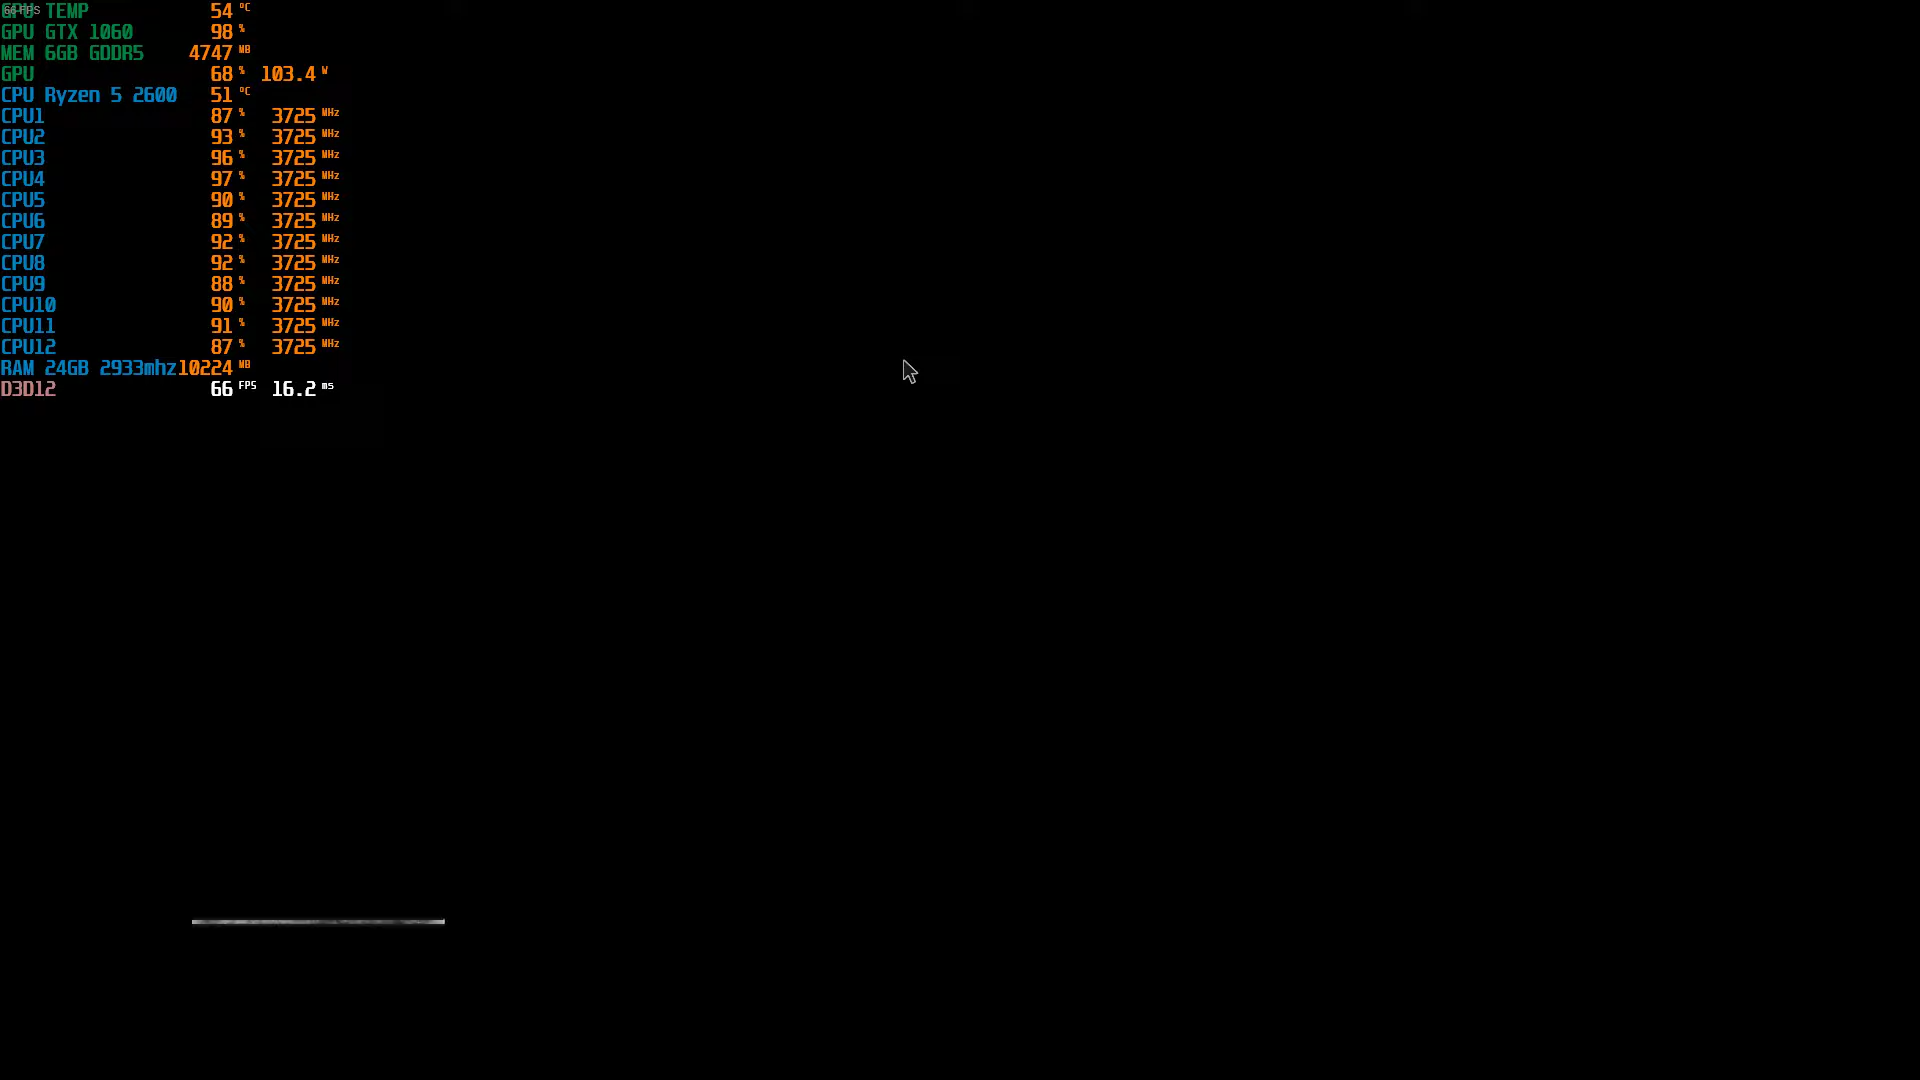 GPU TEMP 54 °C
GPU GTX 1060 98 %
MEM 6GB GDDR5 4747 MB
GPU 68 % 103.4 W
CPU Ryzen 5 2600 51 °C
CPU1 87 % 3725 MHz
CPU2 93 % 3725 MHz
CPU3 96 % 3725 MHz
CPU4 97 % 3725 MHz
CPU5 90 % 3725 MHz
CPU6 89 % 3725 MHz
CPU7 92 % 3725 MHz
CPU8 92 % 3725 MHz
CPU9 88 % 3725 MHz
CPU10 90 % 3725 MHz
CPU11 91 % 3725 MHz
CPU12 87 % 3725 MHz
RAM 24GB 2933mhz 10224 MB
D3D12 66 FPS 16.2 ms